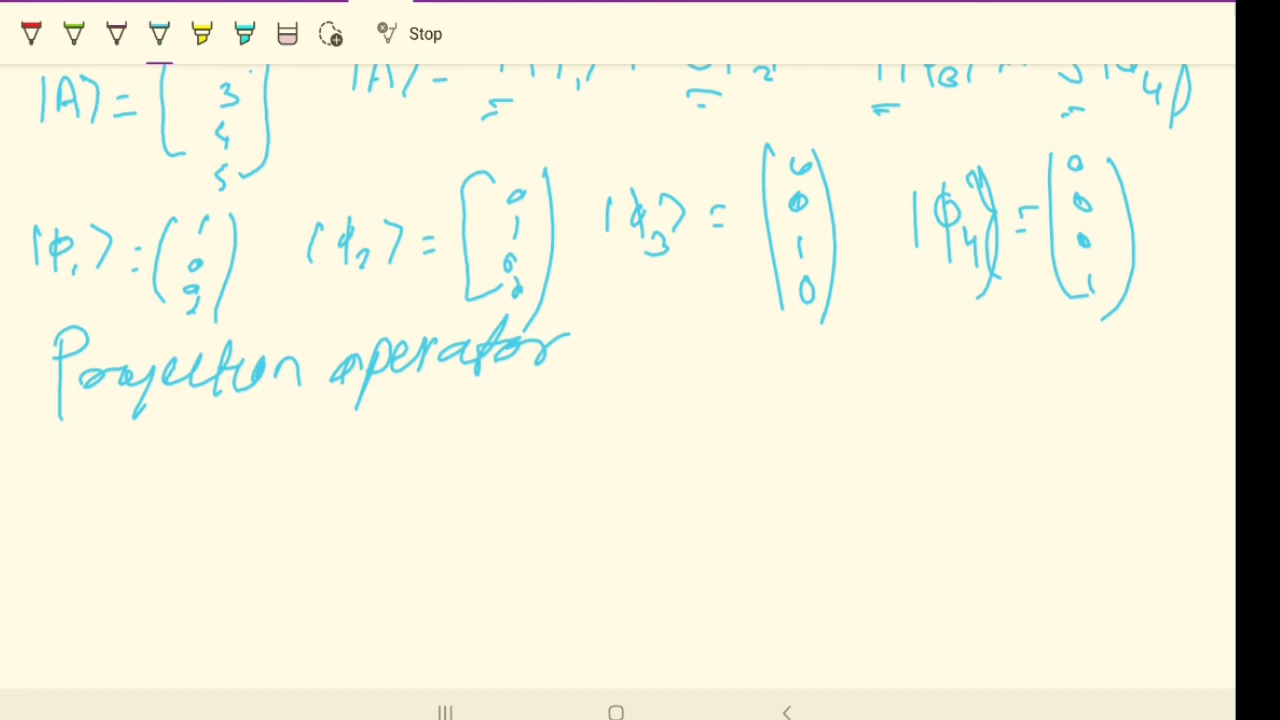 Stop
|A⟩ = [ 3 4 5 ]
|ϕ₁⟩ = ( 1 0 0 ) |ϕ₂⟩ = [ 0 1 0 0 ) |ϕ₃⟩ = ( 0 0 1 0 ) |ϕ₄⟩ = ( 0 0 0 1 )
Projection operator